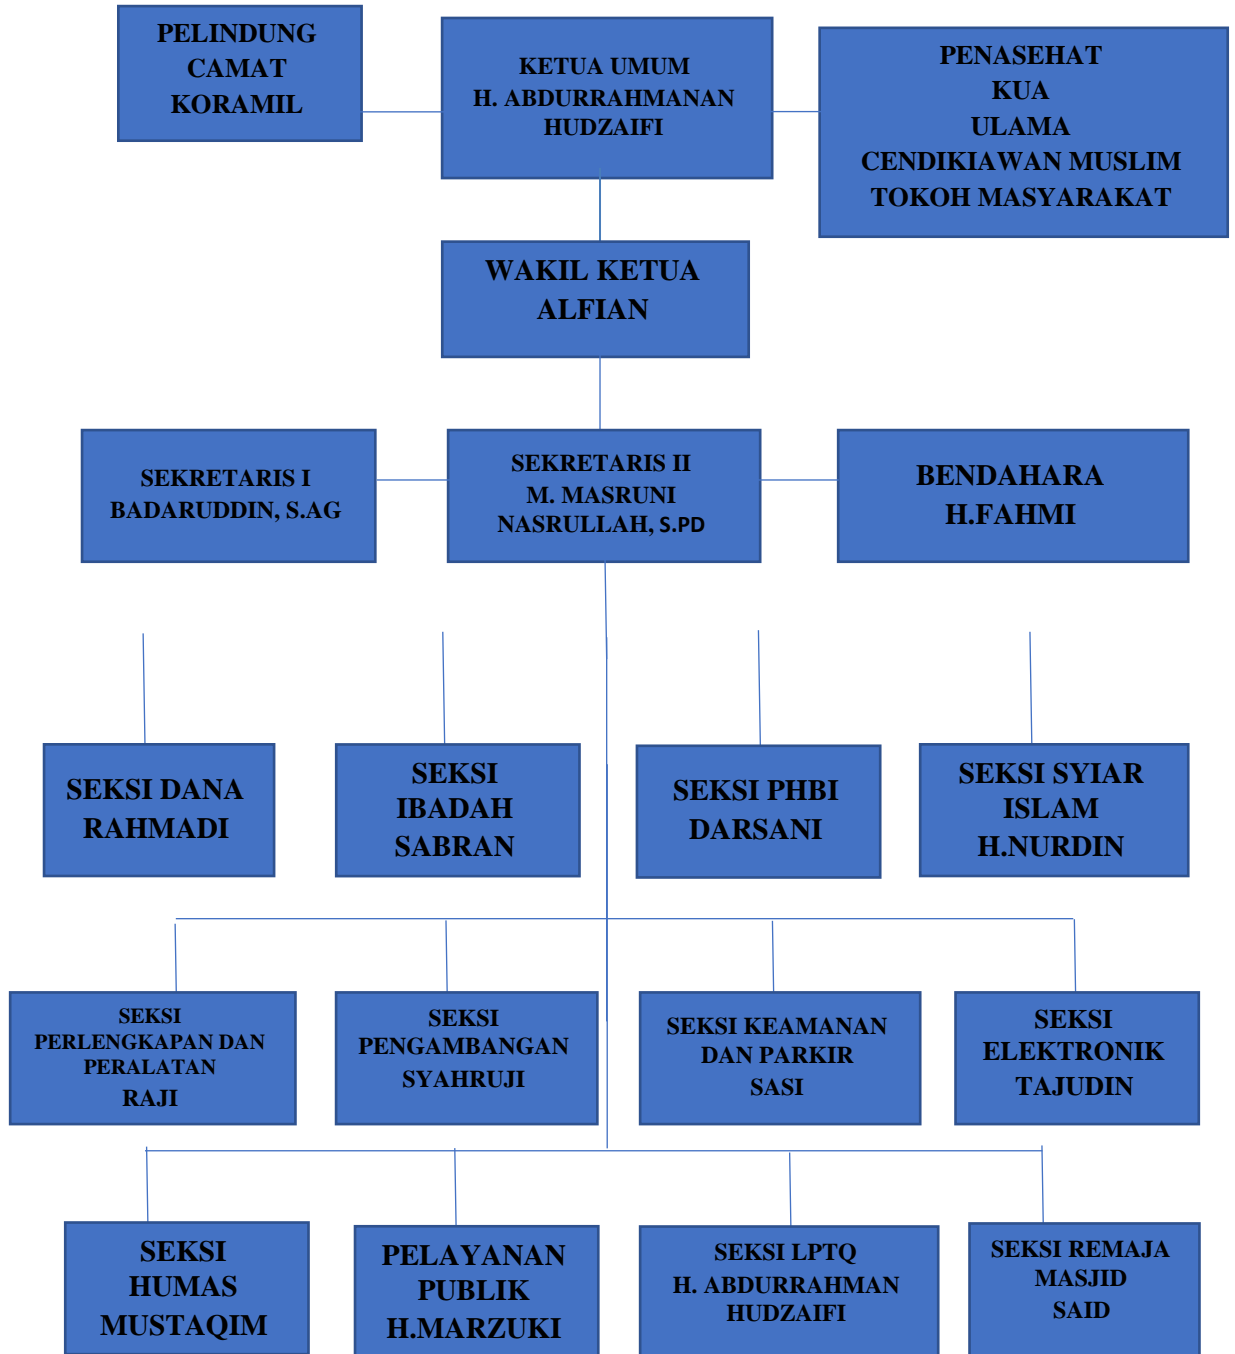 PELINDUNG
CAMAT
KORAMIL
KETUA UMUM
H. ABDURRAHMANAN
HUDZAIFI
PENASEHAT
KUA
ULAMA
CENDIKIAWAN MUSLIM
TOKOH MASYARAKAT
WAKIL KETUA
ALFIAN
SEKRETARIS I
BADARUDDIN, S.AG
SEKRETARIS II
M. MASRUNI
NASRULLAH, S.PD
BENDAHARA
H.FAHMI
SEKSI DANA
RAHMADI
SEKSI
IBADAH
SABRAN
SEKSI PHBI
DARSANI
SEKSI SYIAR
ISLAM
H.NURDIN
SEKSI
PERLENGKAPAN DAN
PERALATAN
RAJI
SEKSI
PENGAMBANGAN
SYAHRUJI
SEKSI KEAMANAN
DAN PARKIR
SASI
SEKSI
ELEKTRONIK
TAJUDIN
SEKSI
HUMAS
MUSTAQIM
PELAYANAN
PUBLIK
H.MARZUKI
SEKSI LPTQ
H. ABDURRAHMAN
HUDZAIFI
SEKSI REMAJA
MASJID
SAID